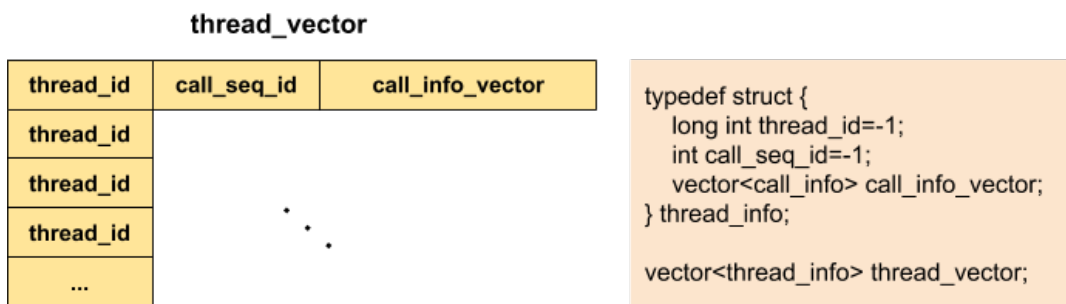 thread_vector
thread_id call_seq_id call_info_vector
thread_id
thread_id
thread_id
...
typedef struct {
long int thread_id=-1;
int call_seq_id=-1;
vector<call_info> call_info_vector;
} thread_info;
vector<thread_info> thread_vector;